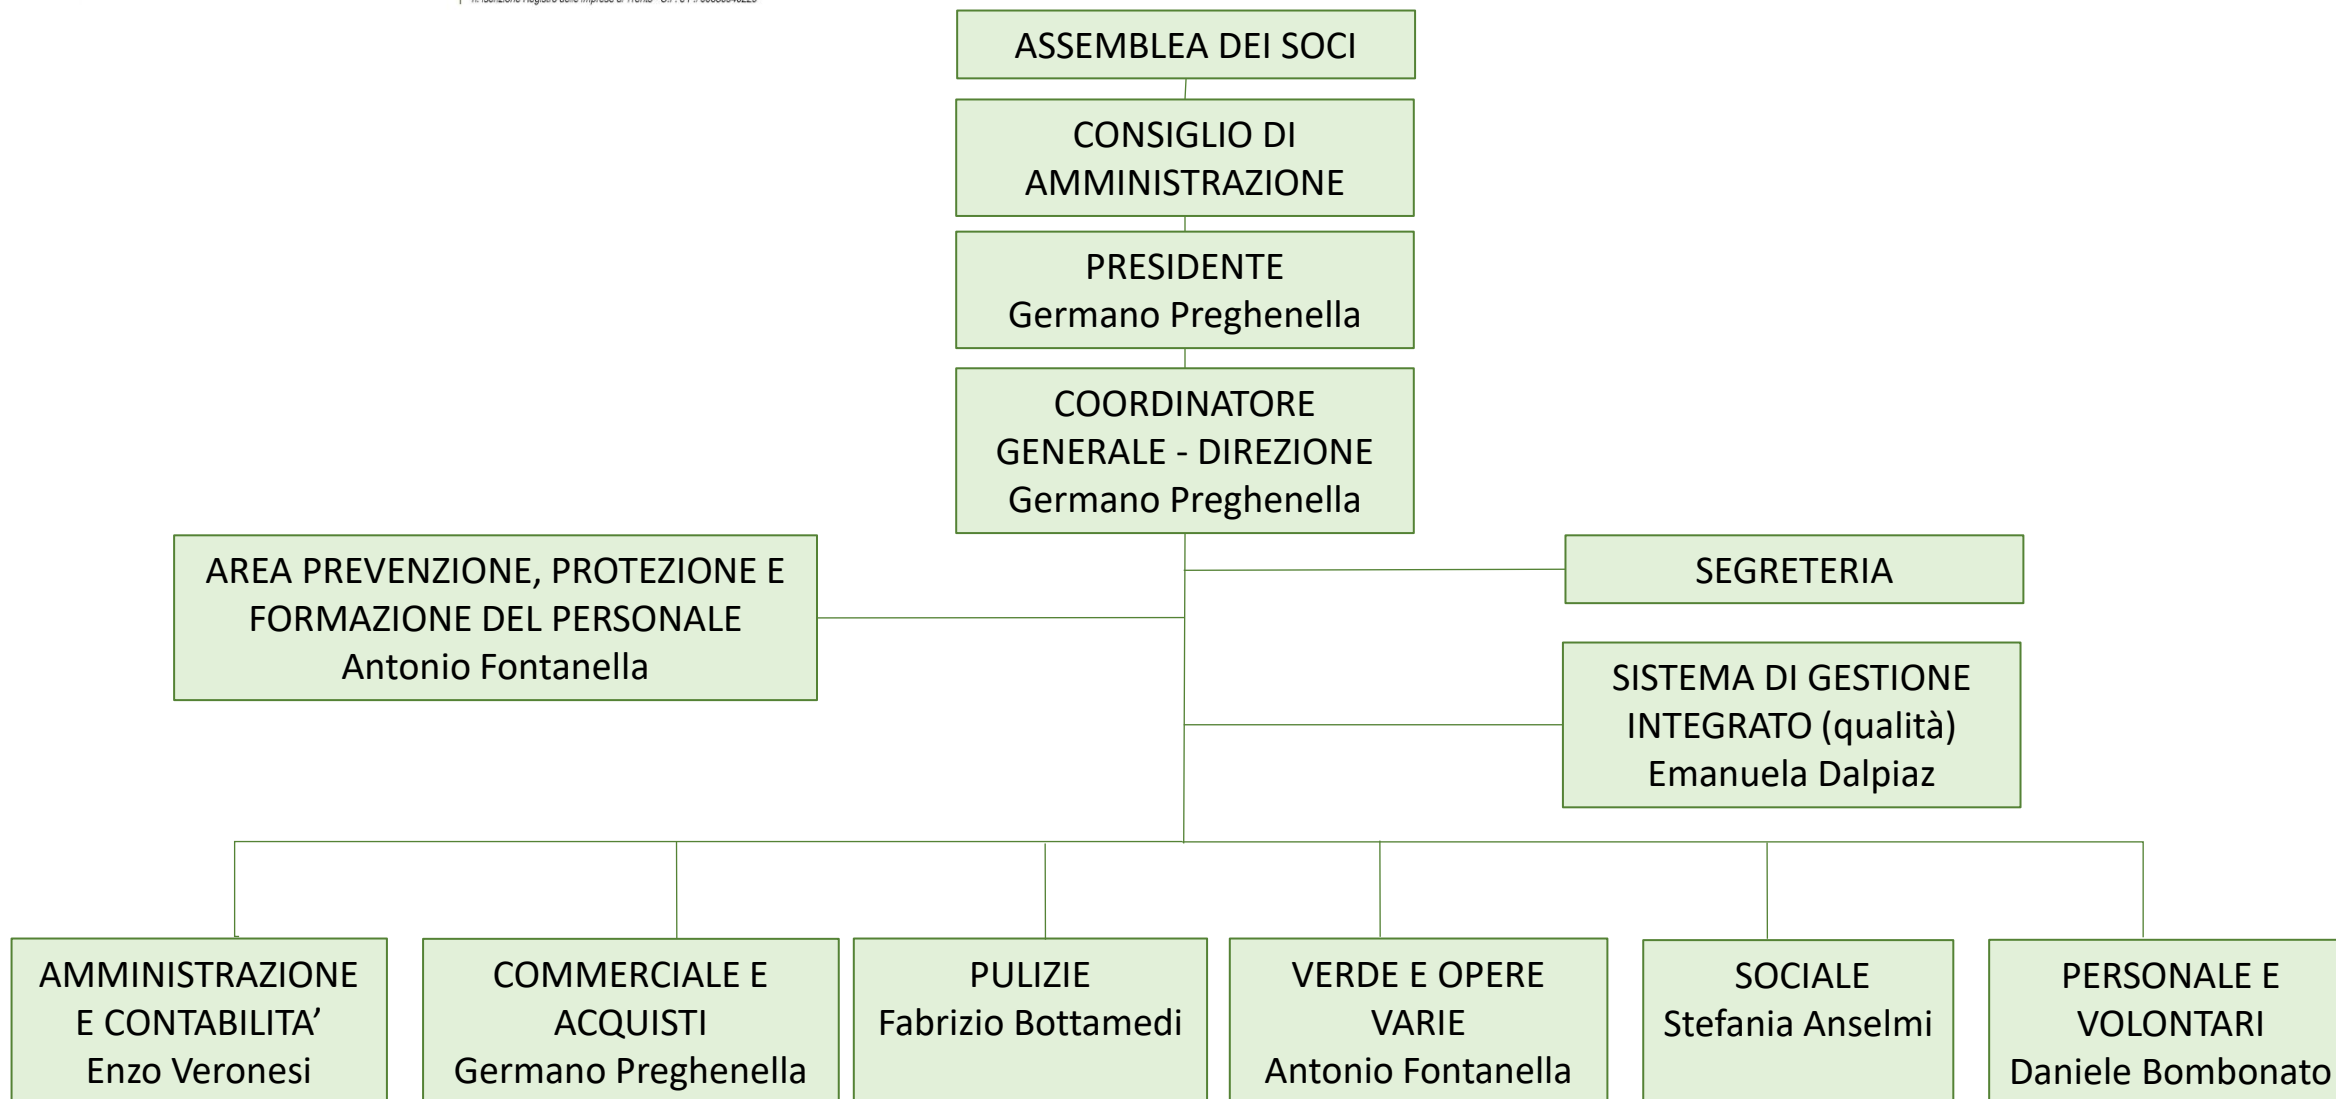 ASSEMBLEA DEI SOCI
CONSIGLIO DI
AMMINISTRAZIONE
PRESIDENTE
Germano Preghenella
COORDINATORE
GENERALE - DIREZIONE
Germano Preghenella
AREA PREVENZIONE, PROTEZIONE E
FORMAZIONE DEL PERSONALE
Antonio Fontanella
SEGRETERIA
SISTEMA DI GESTIONE
INTEGRATO (qualità)
Emanuela Dalpiaz
AMMINISTRAZIONE
E CONTABILITA’
Enzo Veronesi
COMMERCIALE E
ACQUISTI
Germano Preghenella
PULIZIE
Fabrizio Bottamedi
VERDE E OPERE
VARIE
Antonio Fontanella
SOCIALE
Stefania Anselmi
PERSONALE E
VOLONTARI
Daniele Bombonato